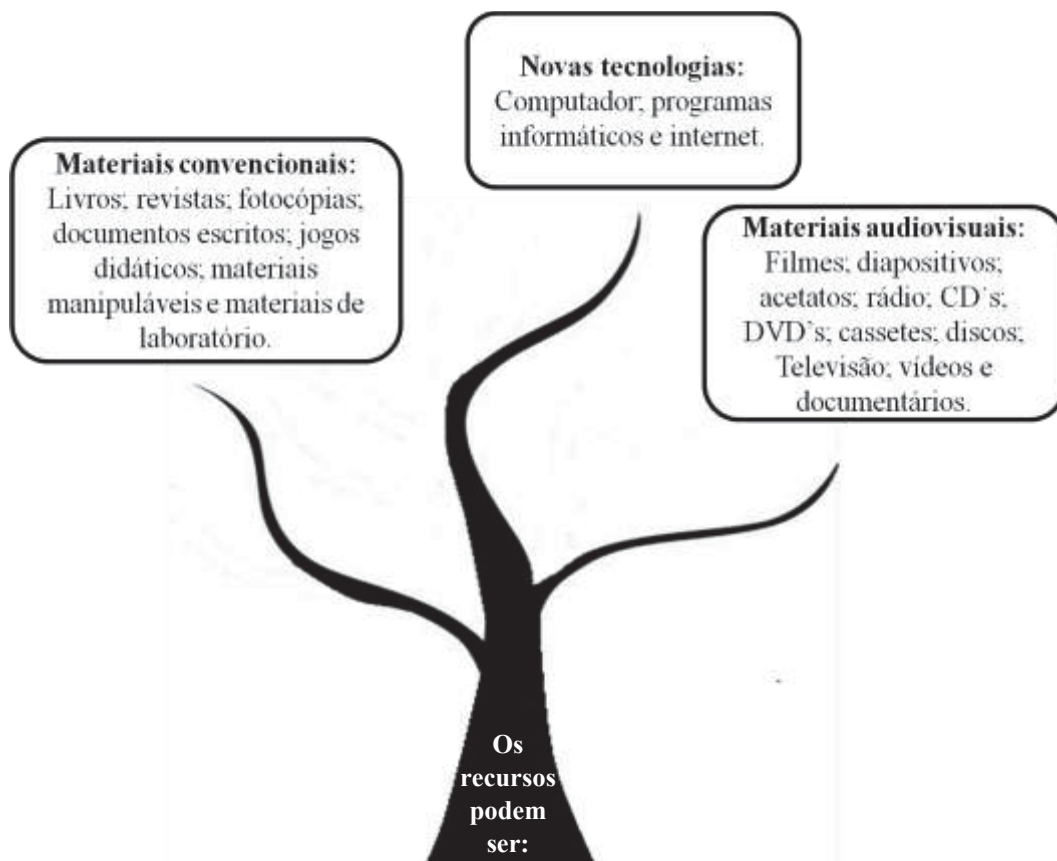 Novas tecnologias:
Computador; programas
informáticos e internet.
Materiais convencionais:
Livros; revistas; fotocópias;
documentos escritos; jogos
didáticos; materiais
manipuláveis e materiais de
laboratório.
Materiais audiovisuais:
Filmes; diapositivos;
acetatos; rádio; CD`s;
DVD`s; cassetes; discos;
Televisão; vídeos e
documentários.
Os
recursos
podem
ser: